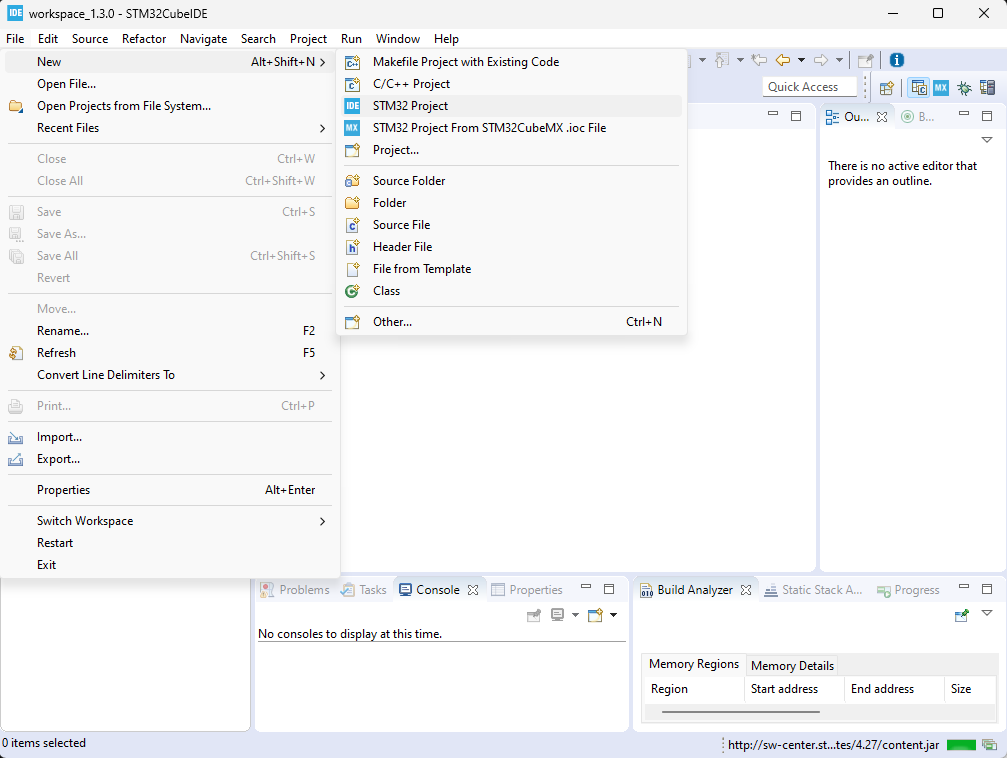 IDE workspace_1.3.0 - STM32CubeIDE
File Edit Source Refactor Navigate Search Project Run Window Help
New Alt+Shift+N
Open File...
Open Projects from File System...
Recent Files
Close Ctrl+W
Close All Ctrl+Shift+W
Save Ctrl+S
Save As...
Save All Ctrl+Shift+S
Revert
Move...
Rename... F2
Refresh F5
Convert Line Delimiters To
Print... Ctrl+P
Import...
Export...
Properties Alt+Enter
Switch Workspace
Restart
Exit
Makefile Project with Existing Code
C/C++ Project
IDE STM32 Project
MX STM32 Project From STM32CubeMX .ioc File
Project...
Source Folder
Folder
Source File
Header File
File from Template
Class
Other... Ctrl+N
Quick Access
MX
Ou... B...
There is no active editor that
provides an outline.
Problems Tasks Console Properties
No consoles to display at this time.
Build Analyzer Static Stack A... Progress
Memory Regions Memory Details
Region Start address End address Size
0 items selected
http://sw-center.st...tes/4.27/content.jar